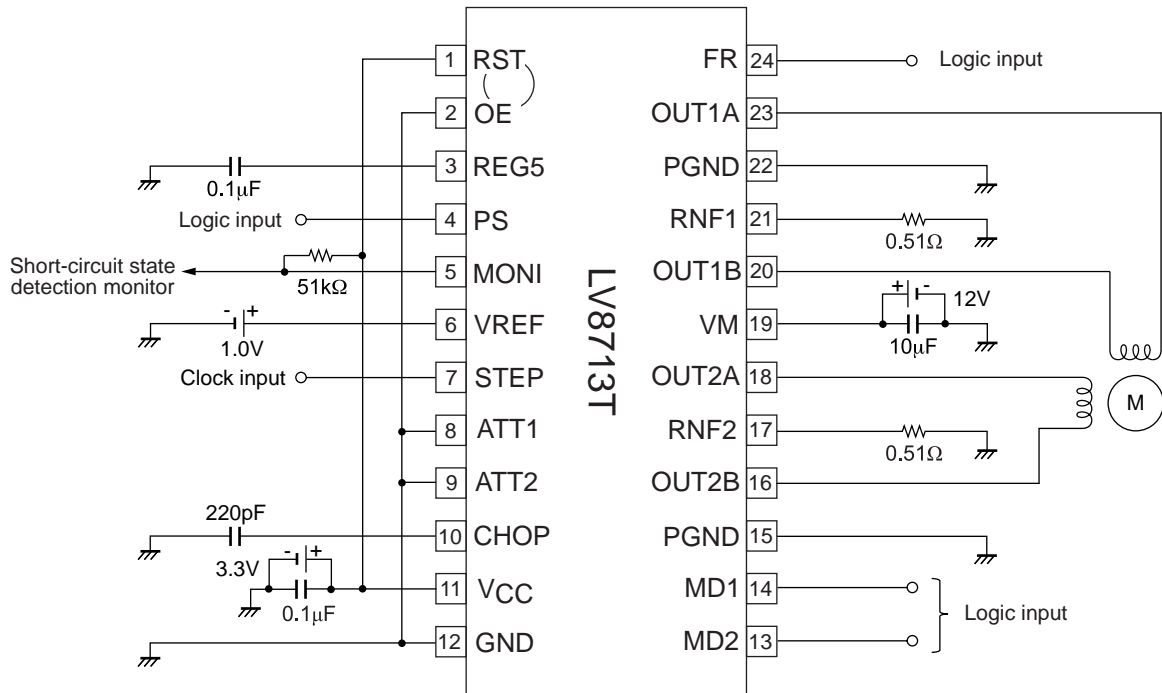 1 RST
2 OE
3 REG5
0.1μF
Logic input
4 PS
Short-circuit state
detection monitor
51kΩ
5 MONI
- +
1.0V
6 VREF
Clock input
7 STEP
8 ATT1
9 ATT2
220pF
10 CHOP
- +
3.3V
0.1μF
11 VCC
12 GND
LV8713T
FR 24
Logic input
OUT1A 23
PGND 22
RNF1 21
0.51Ω
OUT1B 20
+ -
12V
VM 19
10μF
OUT2A 18
M
RNF2 17
0.51Ω
OUT2B 16
PGND 15
MD1 14
Logic input
MD2 13